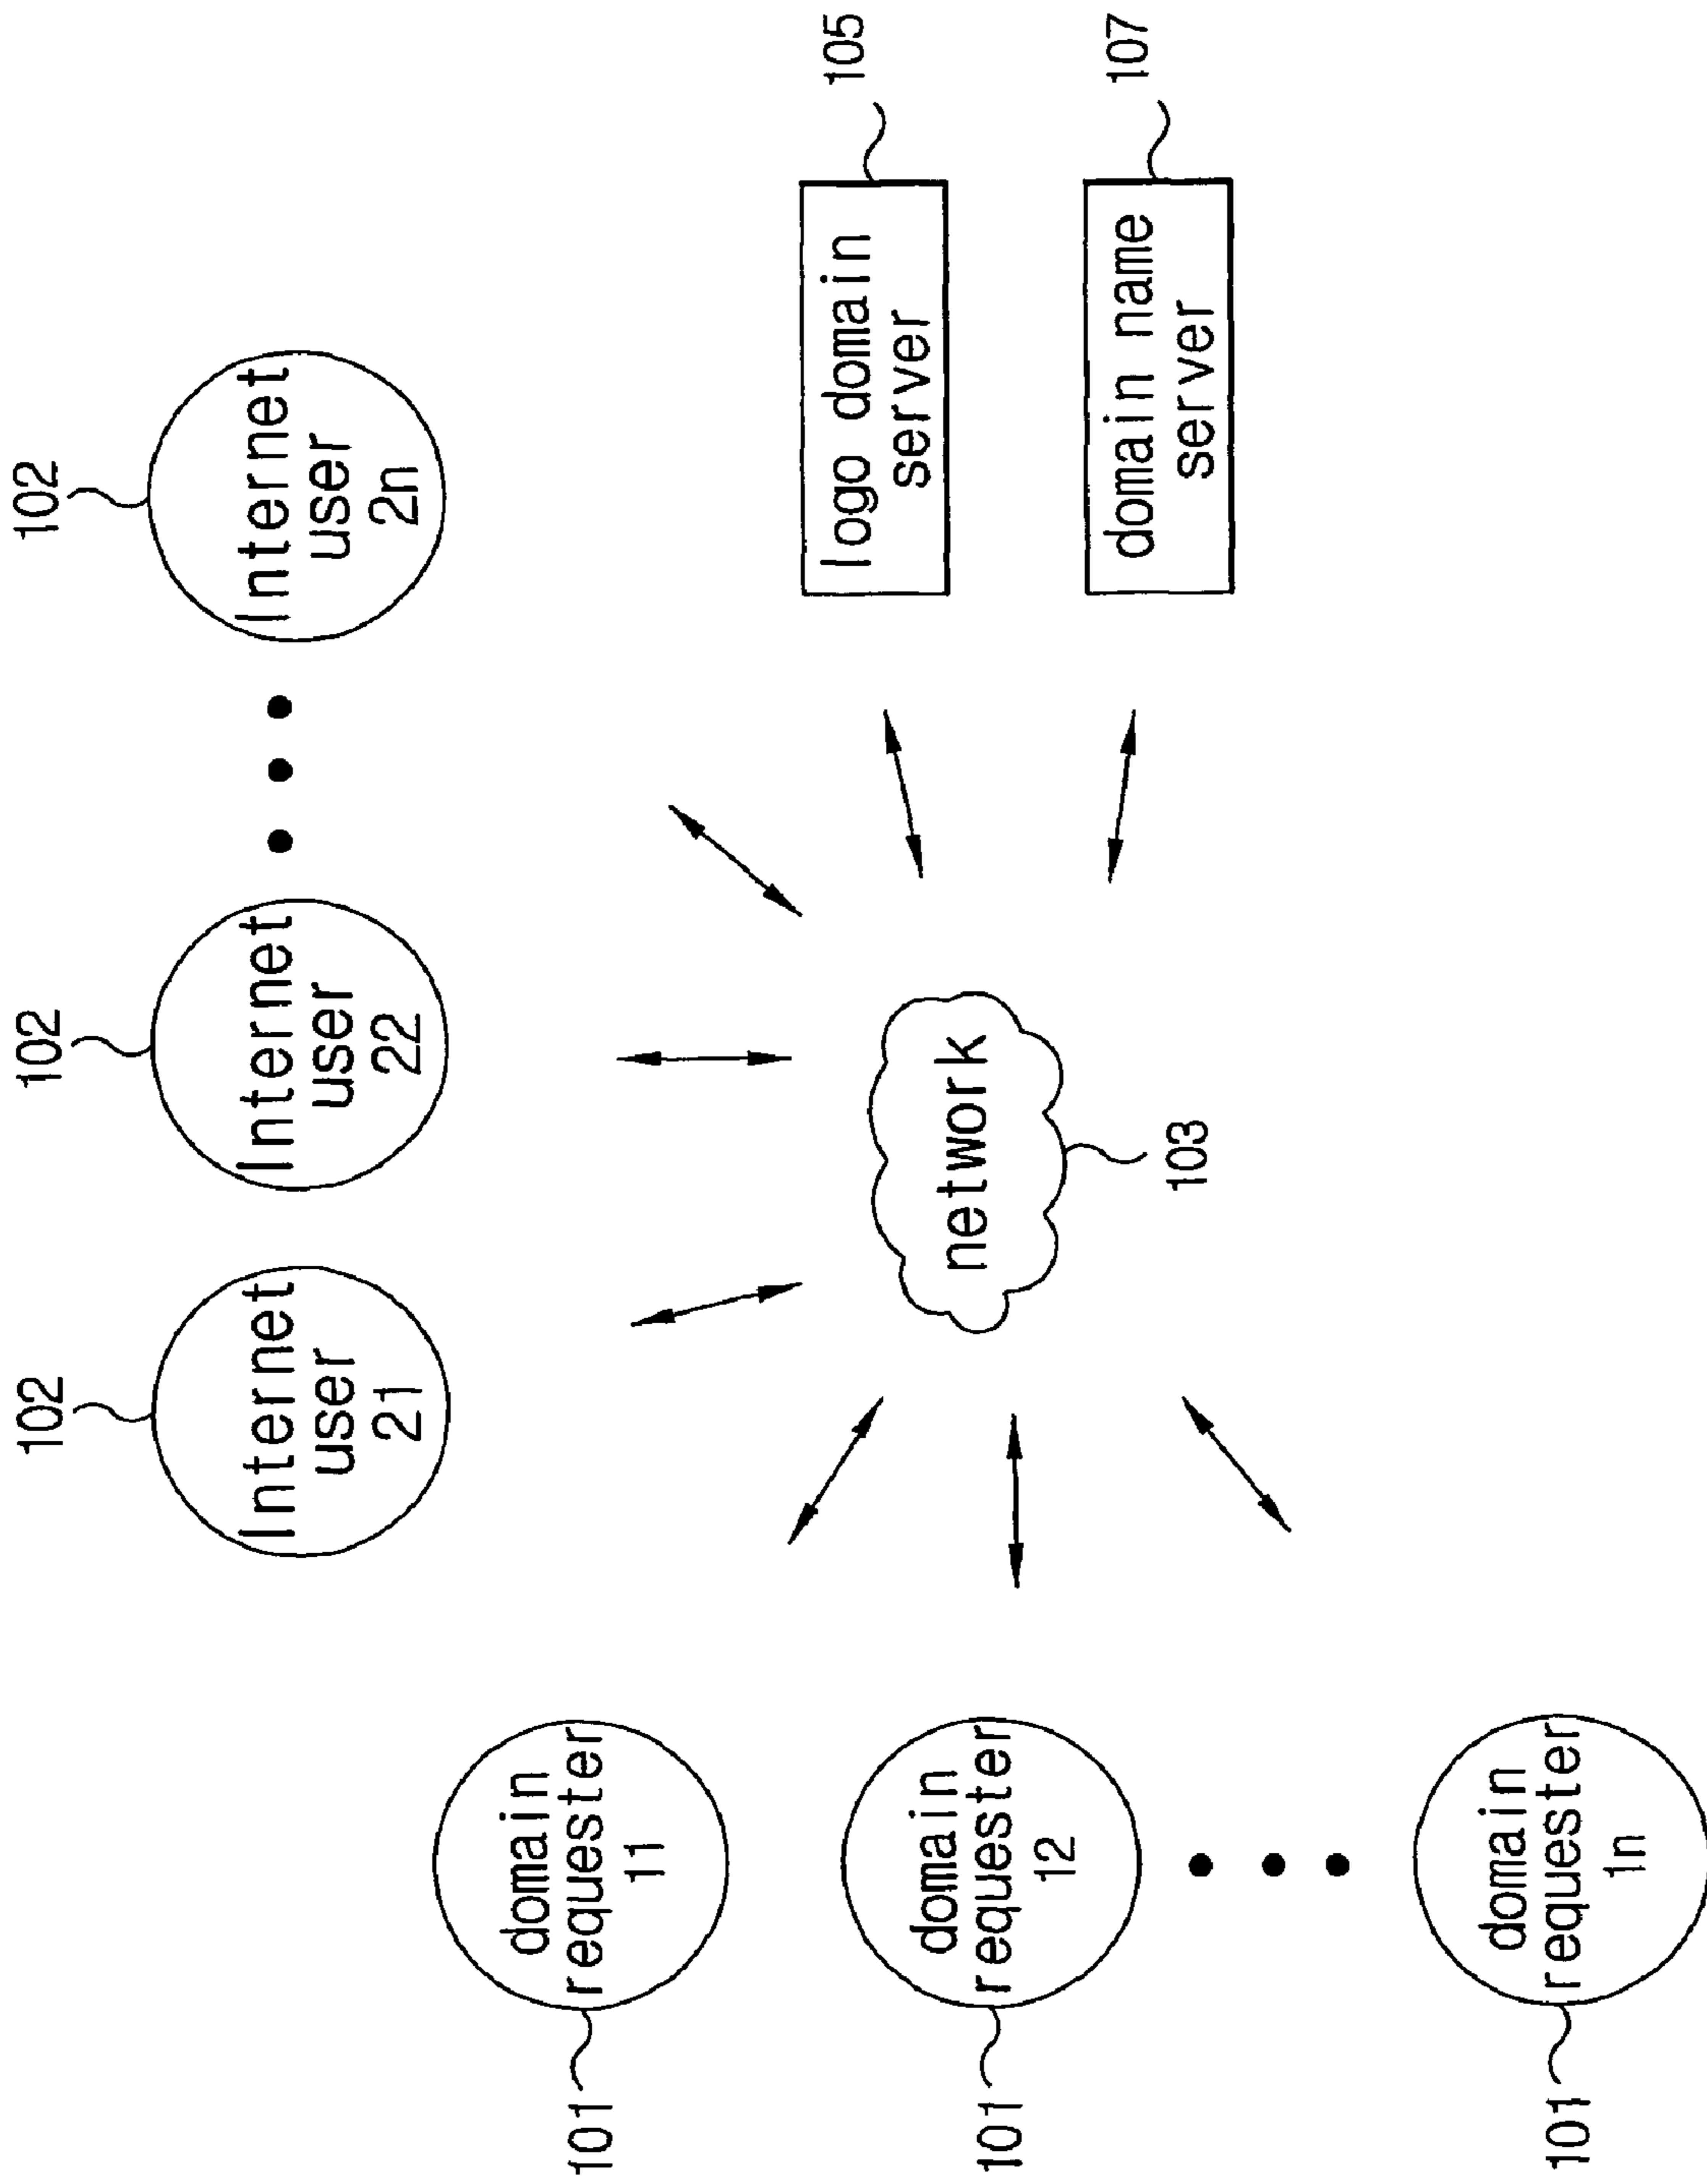 102
102
102
Internet
user
21
Internet
user
22
Internet
user
2n
101
domain
requester
11
101
domain
requester
12
101
domain
requester
1n
network
103
logo domain
server
105
domain name
server
107